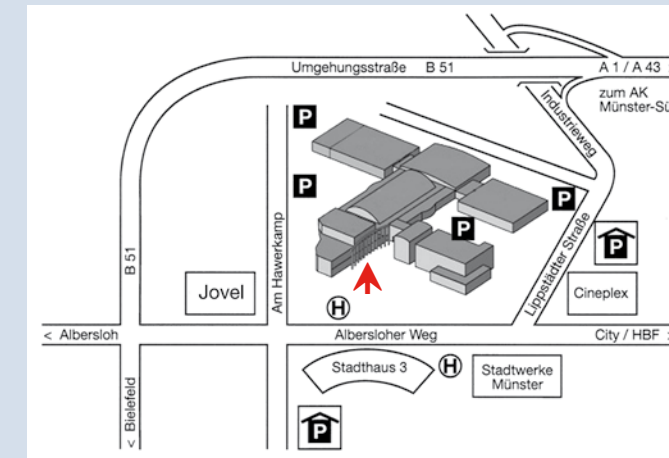 Umgehungsstraße B 51
A 1 / A 43
zum AK
Münster-Sü
Industrieweg
P
P
P
P
P
B 51
Am Hawerkamp
Lippstädter Straße
Jovel
Cineplex
H
< Albersloh
Albersloher Weg
City / HBF
Stadthaus 3
H
Stadtwerke
Münster
< Bielefeld
P